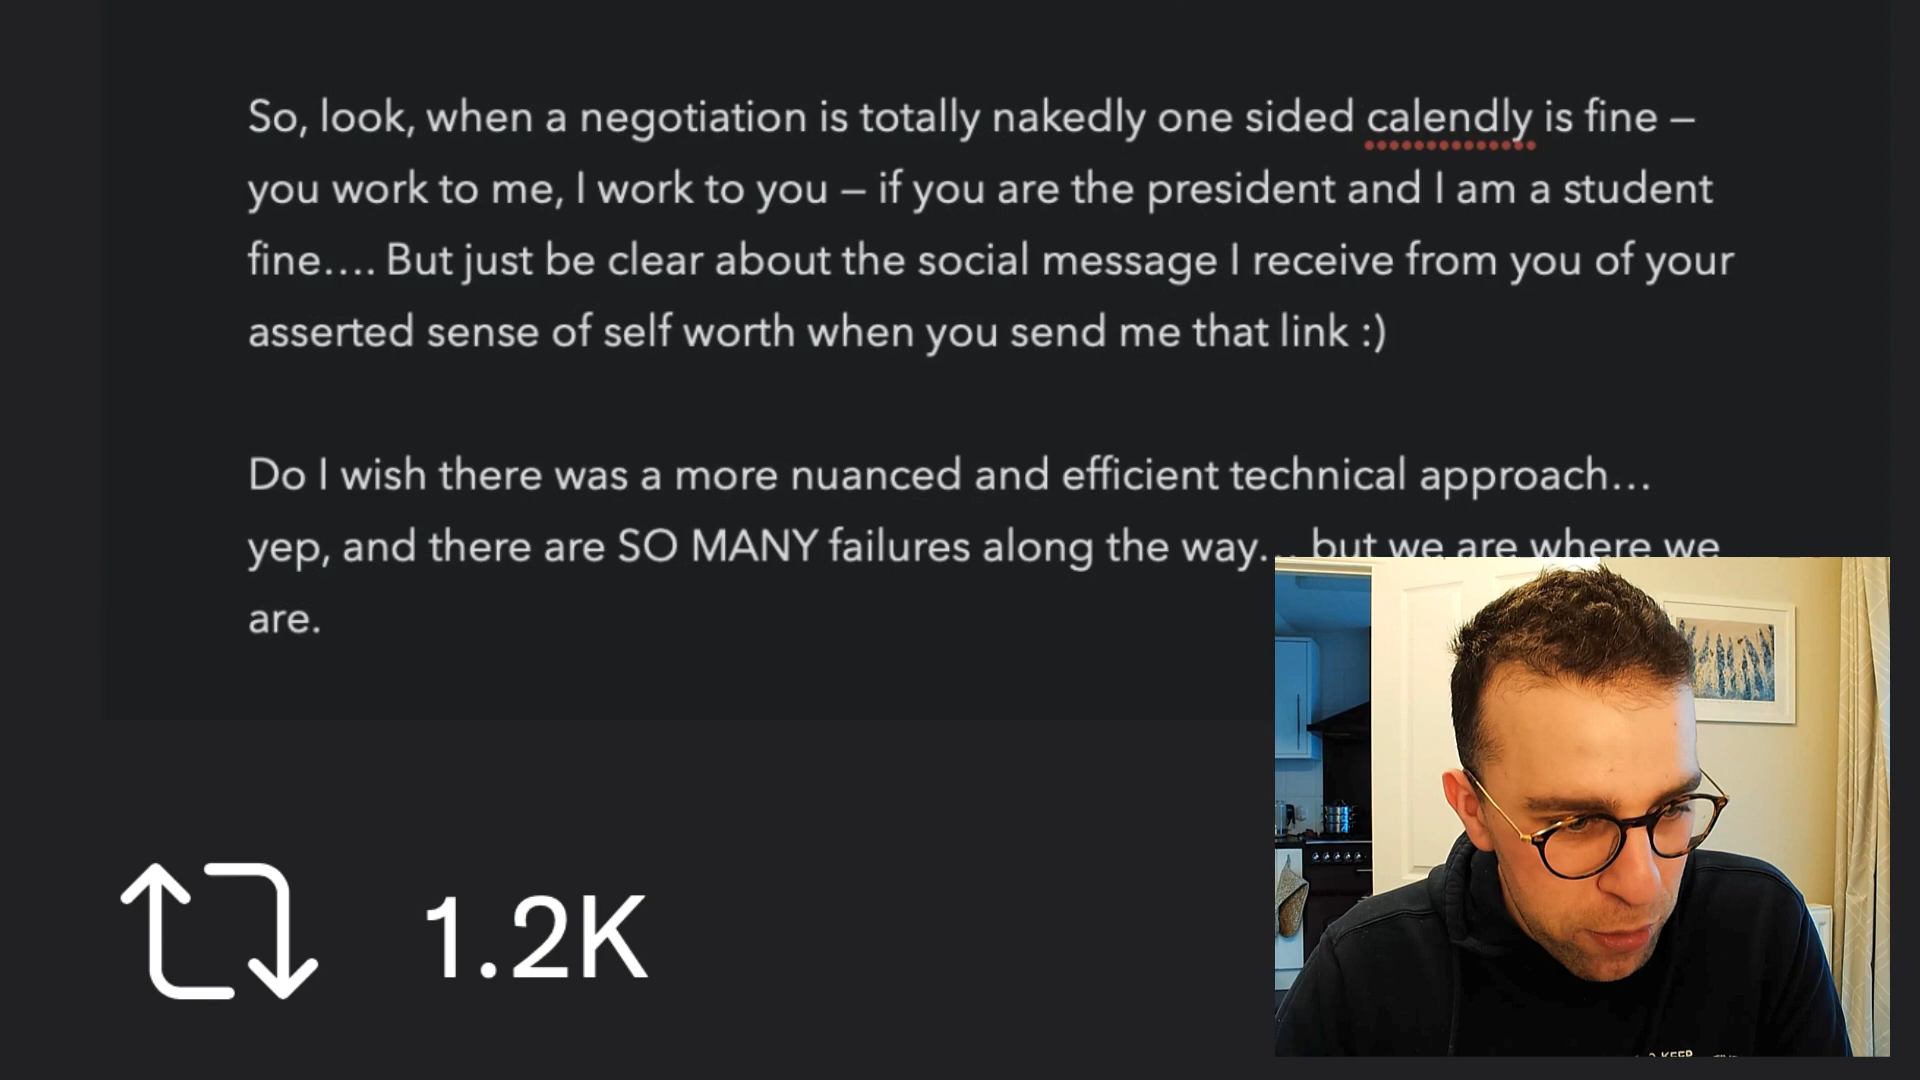 So, look, when a negotiation is totally nakedly one sided calendly is fine –
you work to me, I work to you – if you are the president and I am a student
fine.... But just be clear about the social message I receive from you of your
asserted sense of self worth when you send me that link :)
Do I wish there was a more nuanced and efficient technical approach...
yep, and there are SO MANY failures along the way... but we are where we
are.
1.2K
KEEP